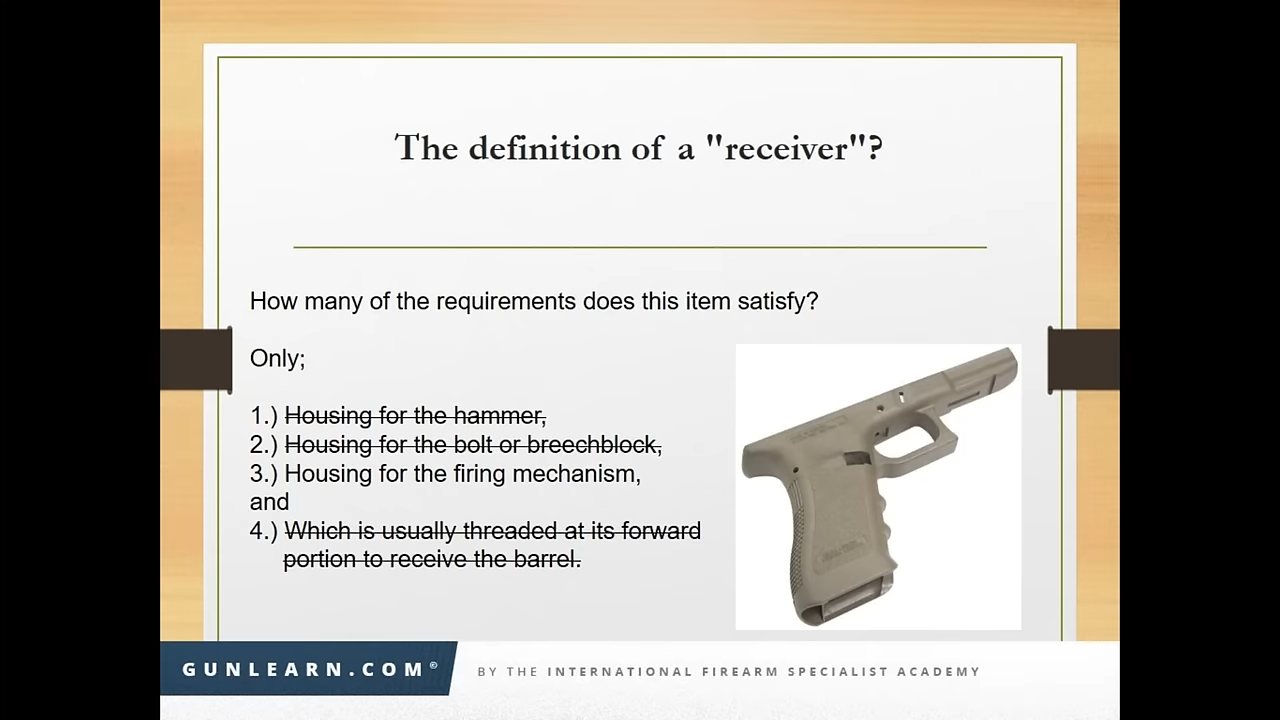 The definition of a "receiver"?
How many of the requirements does this item satisfy?
Only;
1.) Housing for the hammer,
2.) Housing for the bolt or breechblock,
3.) Housing for the firing mechanism,
and
4.) Which is usually threaded at its forward
portion to receive the barrel.
GUNLEARN.COM©
BY THE INTERNATIONAL FIREARM SPECIALIST ACADEMY